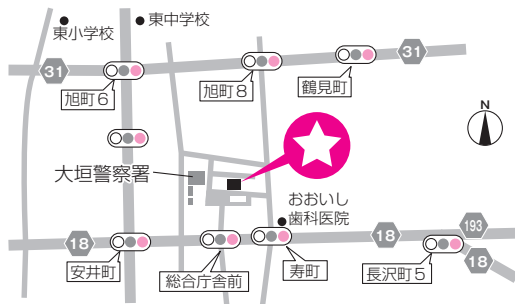 東小学校
東中学校
31
31
旭町6
旭町8
鶴見町
N
大垣警察署
おおいし
歯科医院
18
18
193
18
安井町
総合庁舎前
寿町
長沢町5